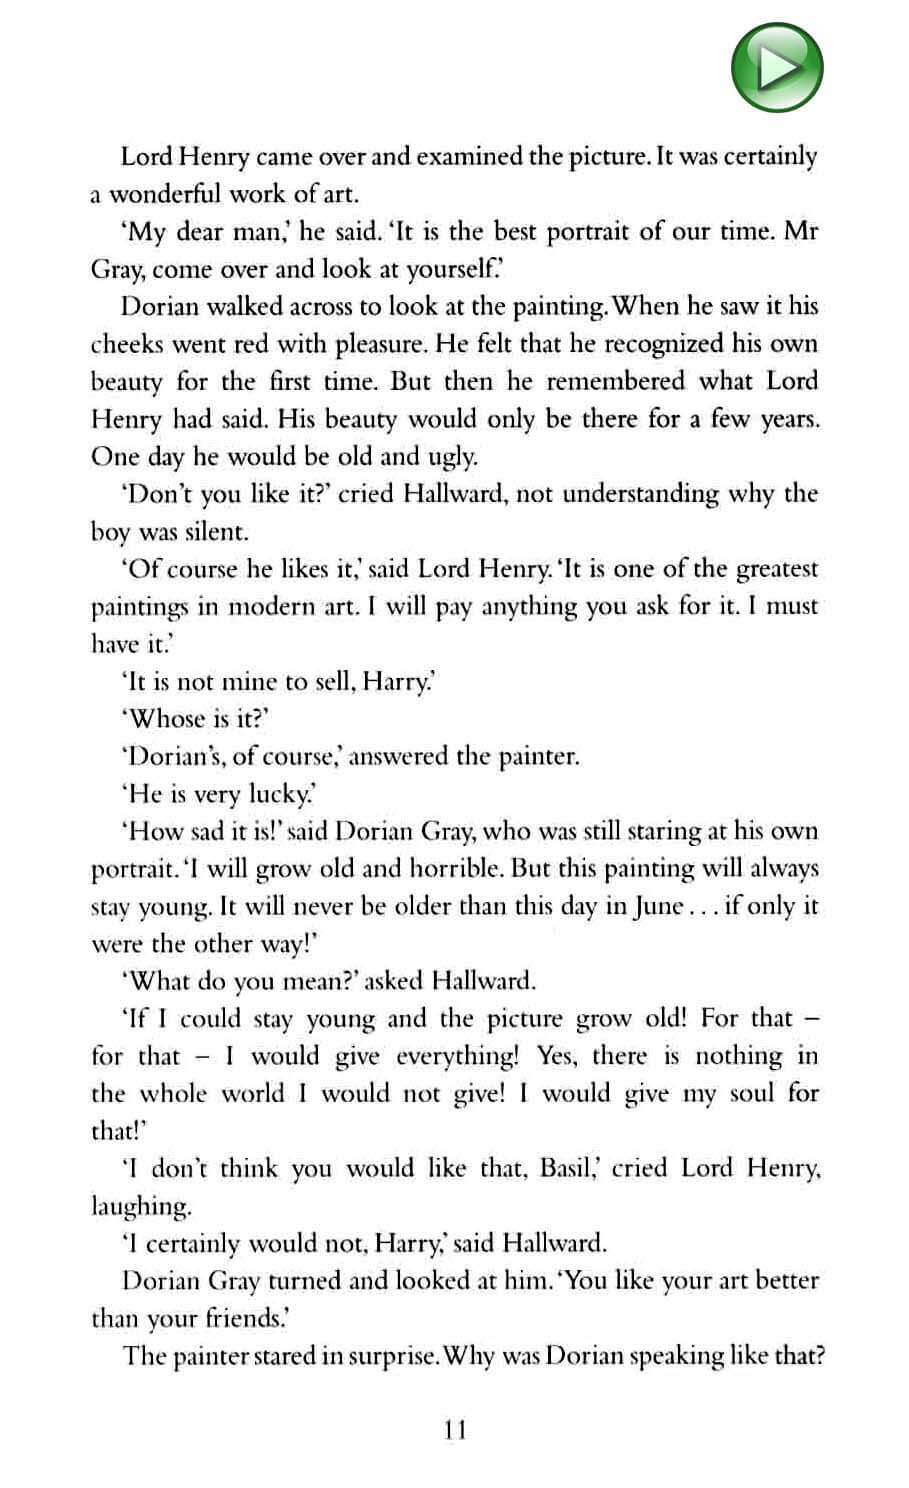 Lord Henry came over and examined the picture. It was certainly
a wonderful work of art.
‘My dear man,’ he said. ‘It is the best portrait of our time. Mr
Gray, come over and look at yourself.’
Dorian walked across to look at the painting. When he saw it his
cheeks went red with pleasure. He felt that he recognized his own
beauty for the first time. But then he remembered what Lord
Henry had said. His beauty would only be there for a few years.
One day he would be old and ugly.
‘Don’t you like it?’ cried Hallward, not understanding why the
boy was silent.
‘Of course he likes it,’ said Lord Henry. ‘It is one of the greatest
paintings in modern art. I will pay anything you ask for it. I must
have it.’
‘It is not mine to sell, Harry.’
‘Whose is it?’
‘Dorian’s, of course,’ answered the painter.
‘He is very lucky.’
‘How sad it is!’ said Dorian Gray, who was still staring at his own
portrait. ‘I will grow old and horrible. But this painting will always
stay young. It will never be older than this day in June . . . if only it
were the other way!’
‘What do you mean?’ asked Hallward.
‘If I could stay young and the picture grow old! For that –
for that – I would give everything! Yes, there is nothing in
the whole world I would not give! I would give my soul for
that!’
‘I don’t think you would like that, Basil,’ cried Lord Henry,
laughing.
‘I certainly would not, Harry,’ said Hallward.
Dorian Gray turned and looked at him. ‘You like your art better
than your friends.’
The painter stared in surprise. Why was Dorian speaking like that?
11